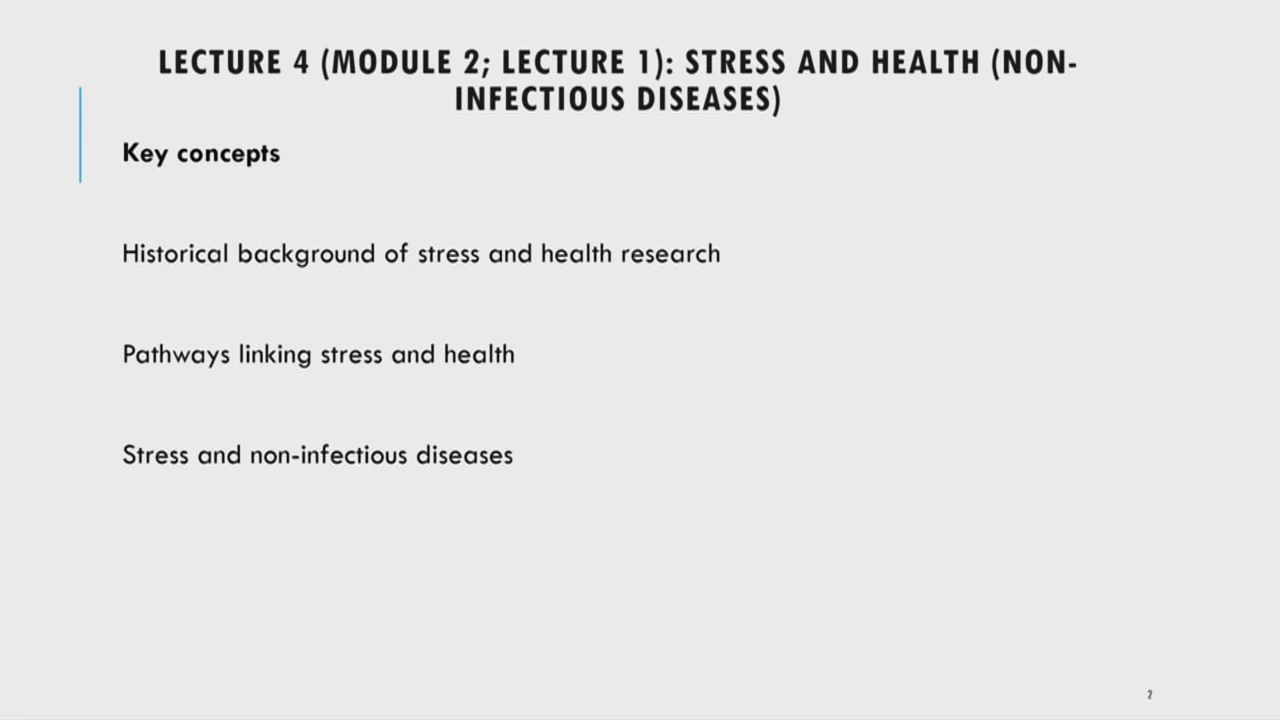 LECTURE 4 (MODULE 2; LECTURE 1): STRESS AND HEALTH (NON-
INFECTIOUS DISEASES)
Key concepts
Historical background of stress and health research
Pathways linking stress and health
Stress and non-infectious diseases
2